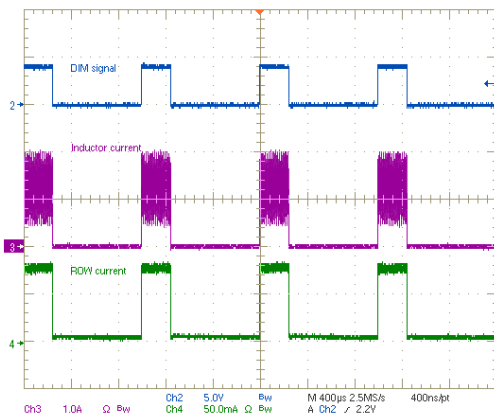 DIM signal
2
Inductor current
3
ROW current
4
Ch2 5.0V Bw M 400µs 2.5MS/s 400ns/pt
Ch3 1.0A Ω Bw Ch4 50.0mA Ω Bw A Ch2 ⁄ 2.2V